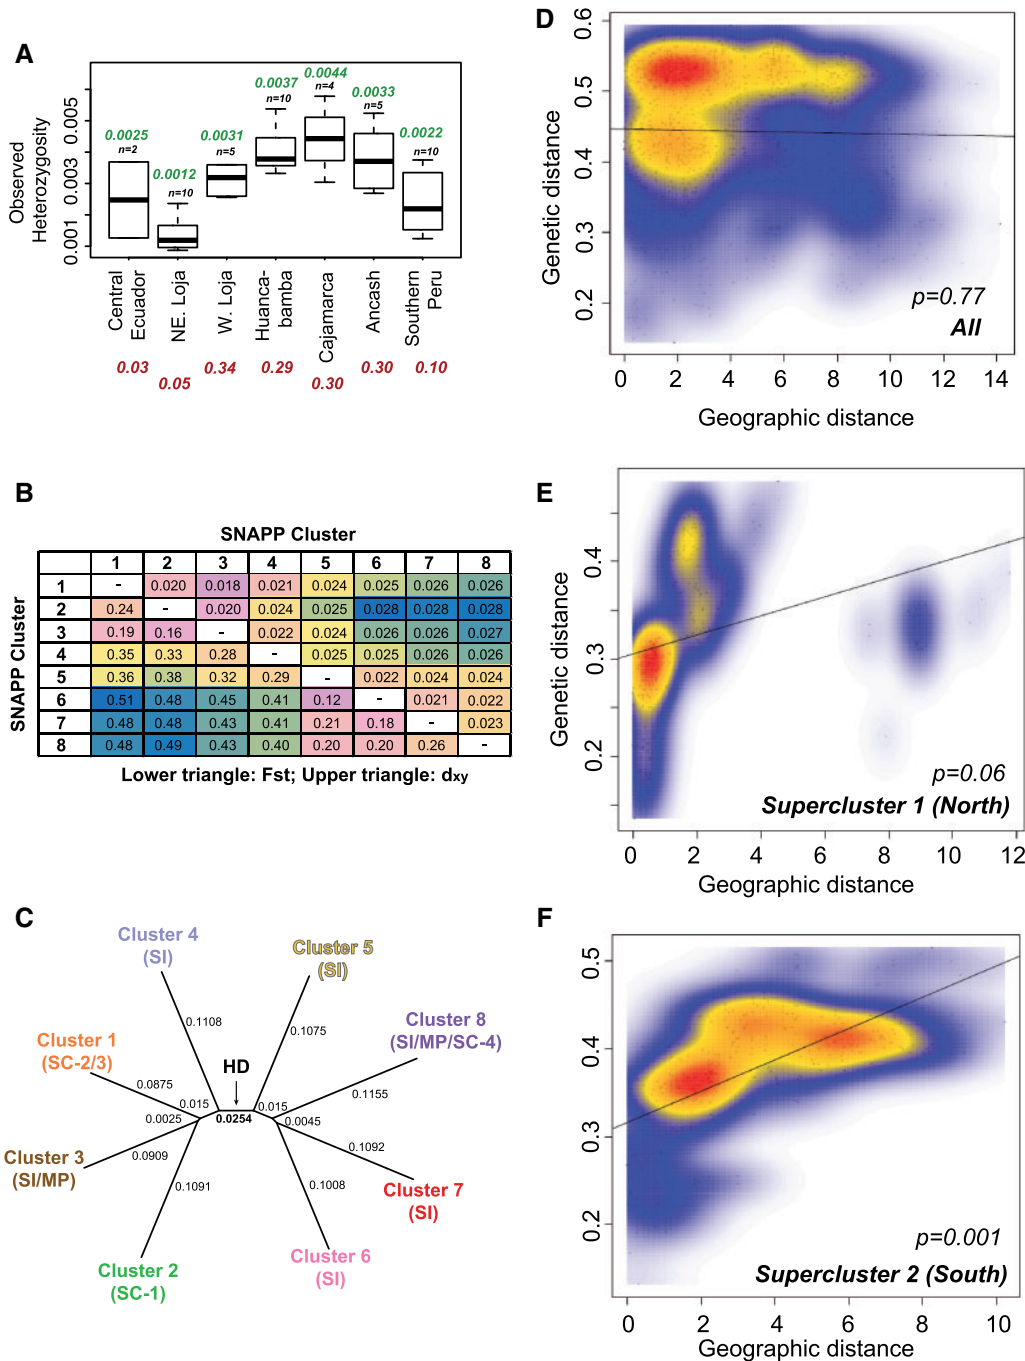 A
Observed
Heterozygosity
0.001 0.003 0.005
0.0025
n=2
0.0012
n=10
0.0031
n=5
0.0037
n=10
0.0044
n=4
0.0033
n=5
0.0022
n=10
Central
Ecuador
NE. Loja
W. Loja
Huanca-
bamba
Cajamarca
Ancash
Southern
Peru
0.03 0.05 0.34 0.29 0.30 0.30 0.10
B
SNAPP Cluster
SNAPP Cluster
1 2 3 4 5 6 7 8
1 - 0.020 0.018 0.021 0.024 0.025 0.026 0.026
2 0.24 - 0.020 0.024 0.025 0.028 0.028 0.028
3 0.19 0.16 - 0.022 0.024 0.026 0.026 0.027
4 0.35 0.33 0.28 - 0.025 0.025 0.026 0.026
5 0.36 0.38 0.32 0.29 - 0.022 0.024 0.024
6 0.51 0.48 0.45 0.41 0.12 - 0.021 0.022
7 0.48 0.48 0.43 0.41 0.21 0.18 - 0.023
8 0.48 0.49 0.43 0.40 0.20 0.20 0.26 -
Lower triangle: Fst; Upper triangle: dxy
C
Cluster 4
(SI)
Cluster 5
(SI)
Cluster 1
(SC-2/3)
Cluster 8
(SI/MP/SC-4)
Cluster 3
(SI/MP)
Cluster 7
(SI)
Cluster 2
(SC-1)
Cluster 6
(SI)
HD
0.1108
0.1075
0.0875
0.015
0.0254
0.015
0.1155
0.0025
0.0045
0.0909
0.1092
0.1091
0.1008
D
Genetic distance
0.2 0.3 0.4 0.5 0.6
p=0.77
All
0 2 4 6 8 10 12 14
Geographic distance
E
Genetic distance
0.2 0.3 0.4
p=0.06
Supercluster 1 (North)
0 2 4 6 8 10 12
Geographic distance
F
Genetic distance
0.2 0.3 0.4 0.5
p=0.001
Supercluster 2 (South)
0 2 4 6 8 10
Geographic distance